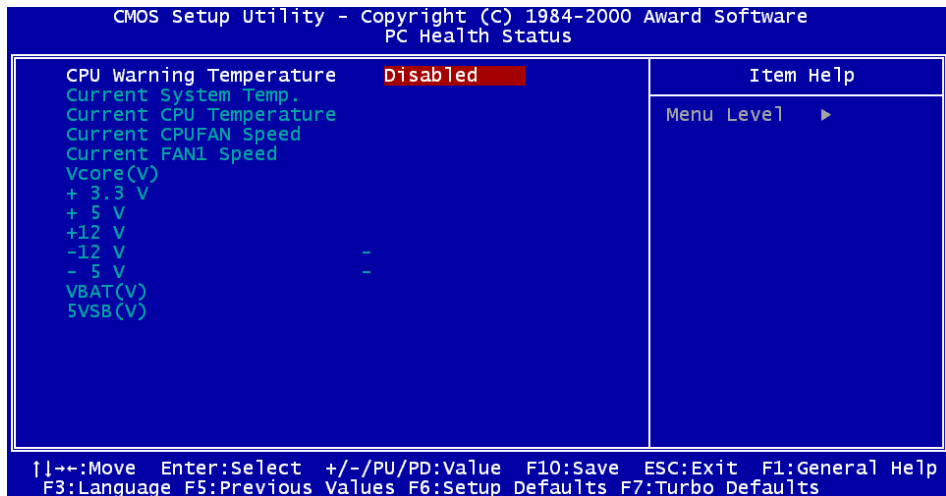 CMOS Setup Utility - Copyright (C) 1984-2000 Award Software
PC Health Status
CPU Warning Temperature Disabled
Current System Temp.
Current CPU Temperature
Current CPUFAN Speed
Current FAN1 Speed
Vcore(V)
+ 3.3 V
+ 5 V
+12 V
-12 V -
- 5 V -
VBAT(V)
5VSB(V)
Item Help
Menu Level ▶
↑↓→←:Move Enter:Select +/-/PU/PD:Value F10:Save ESC:Exit F1:General Help
F3:Language F5:Previous Values F6:Setup Defaults F7:Turbo Defaults